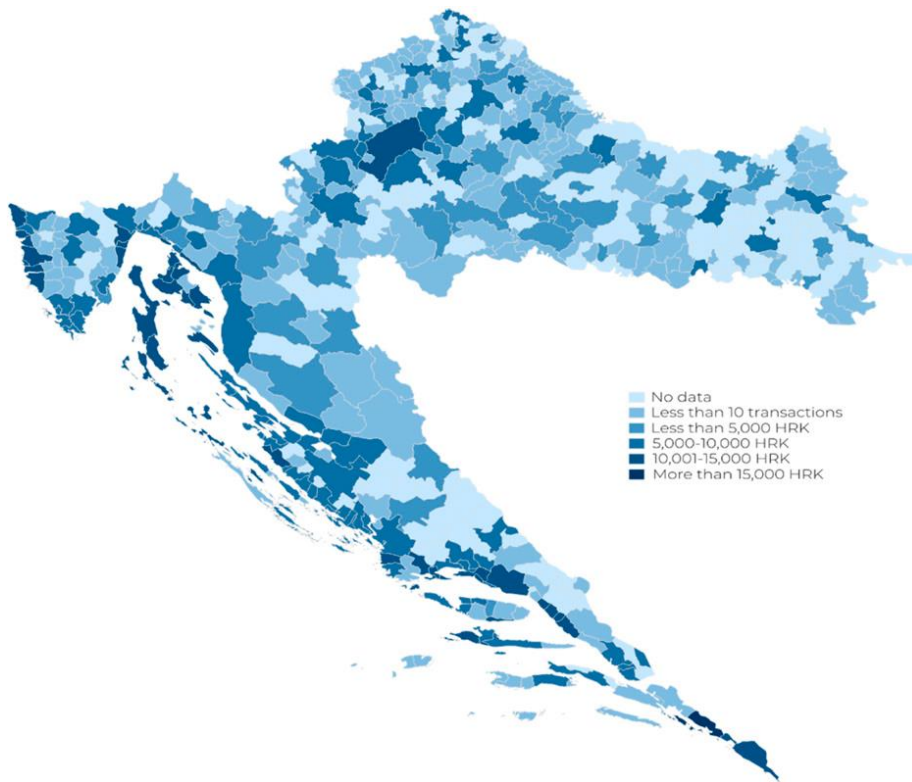 No data
Less than 10 transactions
Less than 5,000 HRK
5,000-10,000 HRK
10,001-15,000 HRK
More than 15,000 HRK